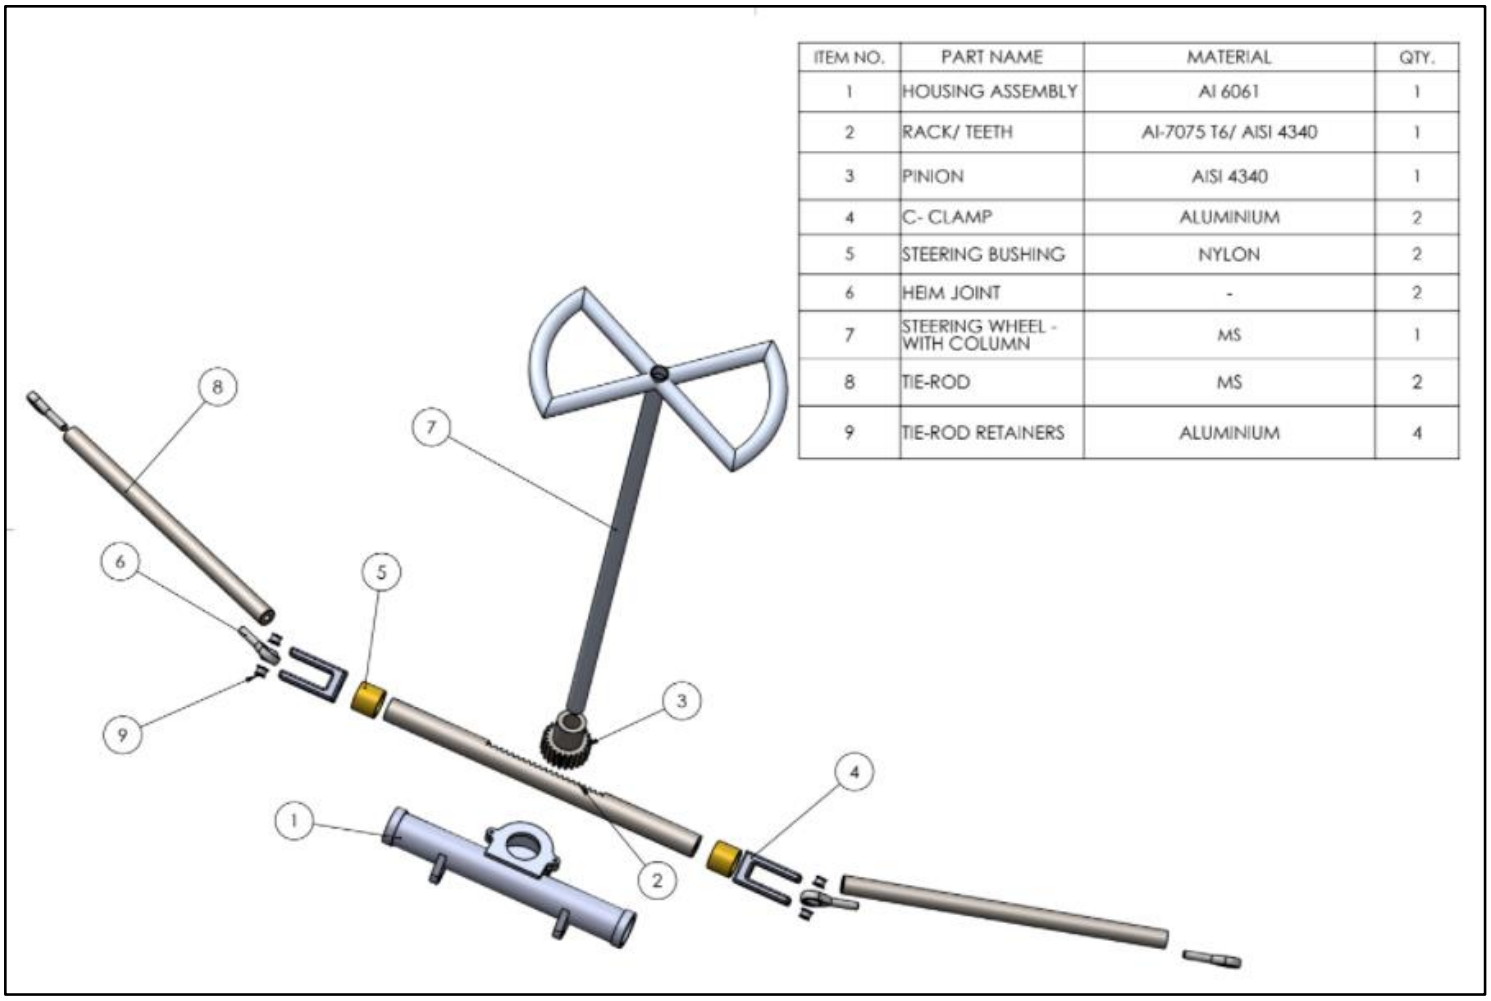 ITEM NO. PART NAME MATERIAL QTY.
1 HOUSING ASSEMBLY Al 6061 1
2 RACK/ TEETH Al-7075 T6/ AISI 4340 1
3 PINION AISI 4340 1
4 C- CLAMP ALUMINIUM 2
5 STEERING BUSHING NYLON 2
6 HEIM JOINT - 2
7 STEERING WHEEL - WITH COLUMN MS 1
8 TIE-ROD MS 2
9 TIE-ROD RETAINERS ALUMINIUM 4
8
7
6
5
3
9
4
1
2